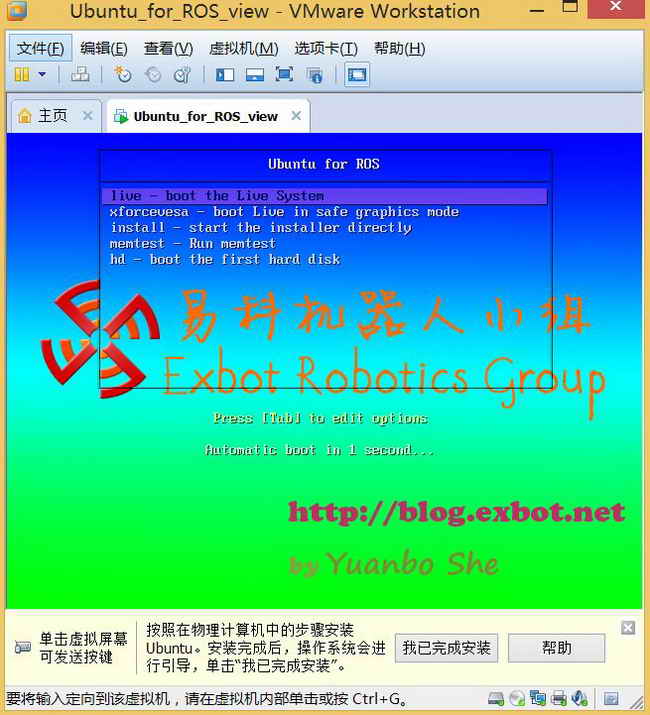 Ubuntu_for_ROS_view - VMware Workstation
文件(F) 编辑(E) 查看(V) 虚拟机(M) 选项卡(T) 帮助(H)
主页 Ubuntu_for_ROS_view
Ubuntu for ROS
live - boot the Live System
xforcevesa - boot Live in safe graphics mode
install - start the installer directly
memtest - Run memtest
hd - boot the first hard disk
易科机器人小组
Exbot Robotics Group
Press [Tab] to edit options
Automatic boot in 1 second...
http://blog.exbot.net
by Yuanbo She
单击虚拟屏幕
可发送按键
按照在物理计算机中的步骤安装
Ubuntu。安装完成后，操作系统会进
行引导，单击“我已完成安装”。
我已完成安装
帮助
要将输入定向到该虚拟机，请在虚拟机内部单击或按 Ctrl+G。